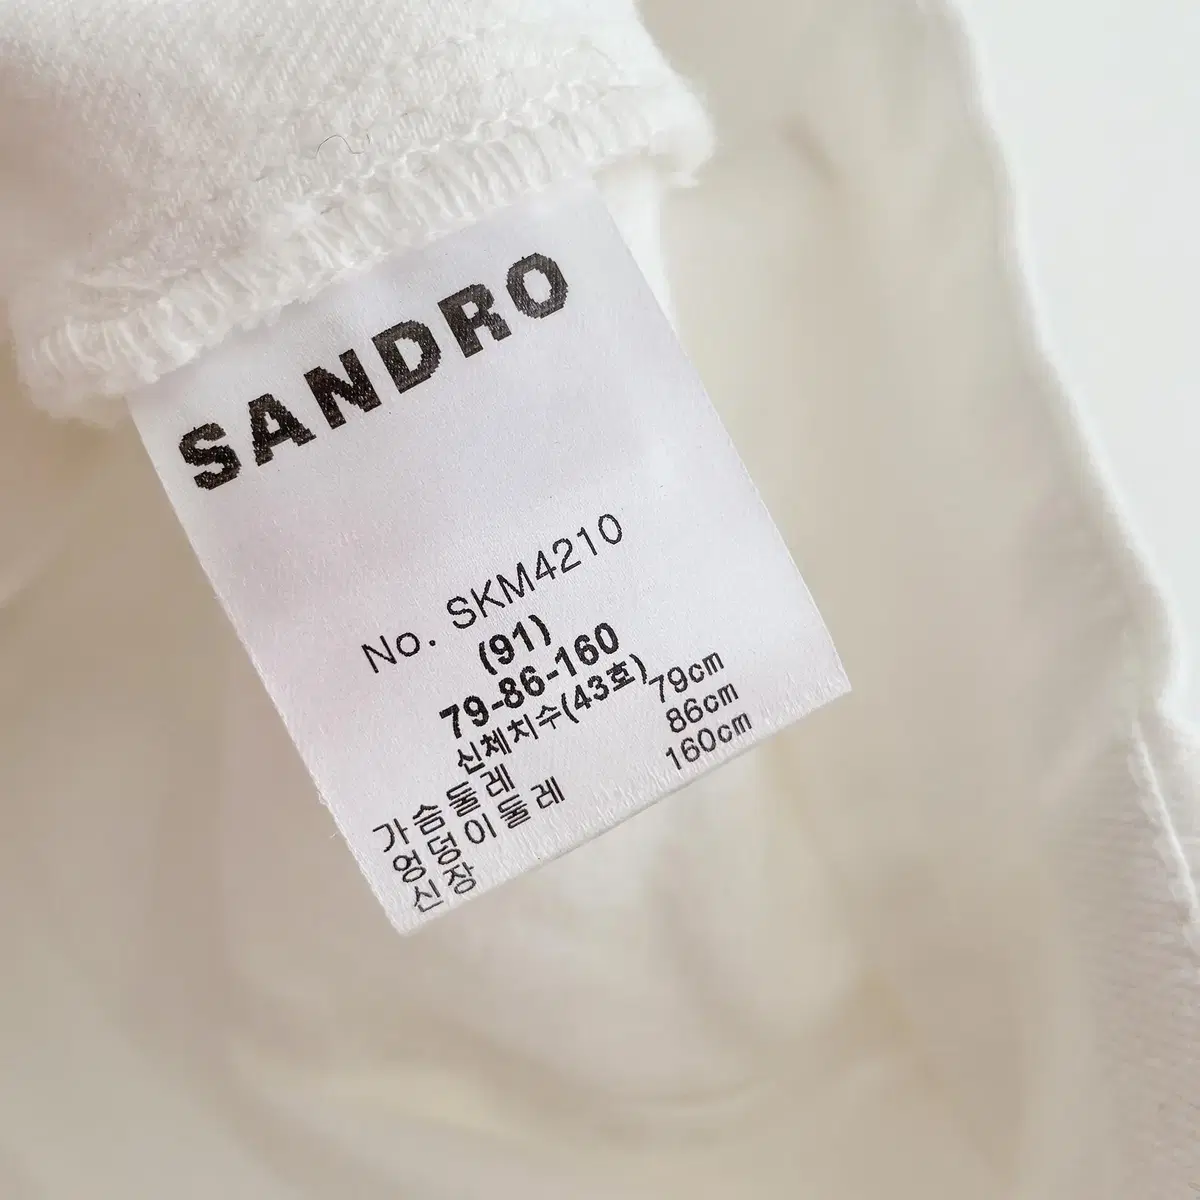 SANDRO
No. SKM4210
(91)
79-86-160
신체치수(43호)
가슴둘레 79cm
엉덩이둘레 86cm
신장 160cm